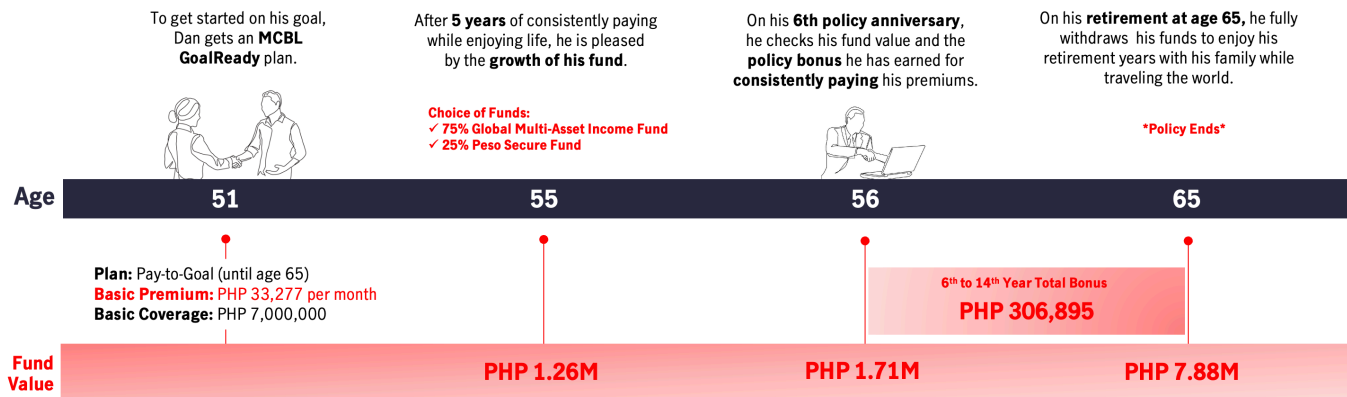 To get started on his goal,
Dan gets an MCBL
GoalReady plan.
After 5 years of consistently paying
while enjoying life, he is pleased
by the growth of his fund.
Choice of Funds:
✓ 75% Global Multi-Asset Income Fund
✓ 25% Peso Secure Fund
On his 6th policy anniversary,
he checks his fund value and the
policy bonus he has earned for
consistently paying his premiums.
On his retirement at age 65, he fully
withdraws his funds to enjoy his
retirement years with his family while
traveling the world.
*Policy Ends*
Age
51
55
56
65
Plan: Pay-to-Goal (until age 65)
Basic Premium: PHP 33,277 per month
Basic Coverage: PHP 7,000,000
6th to 14th Year Total Bonus
PHP 306,895
Fund
Value
PHP 1.26M
PHP 1.71M
PHP 7.88M